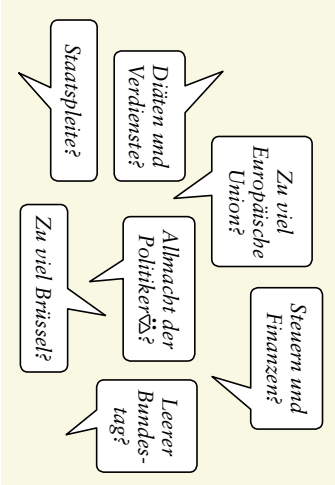 Zu viel
Europäische
Union?
Steuern und
Finanzen?
Diäten und
Verdienste?
Allmacht der
Politiker?
Leerer
Bundes-
tag?
Staatspleite?
Zu viel Brüssel?